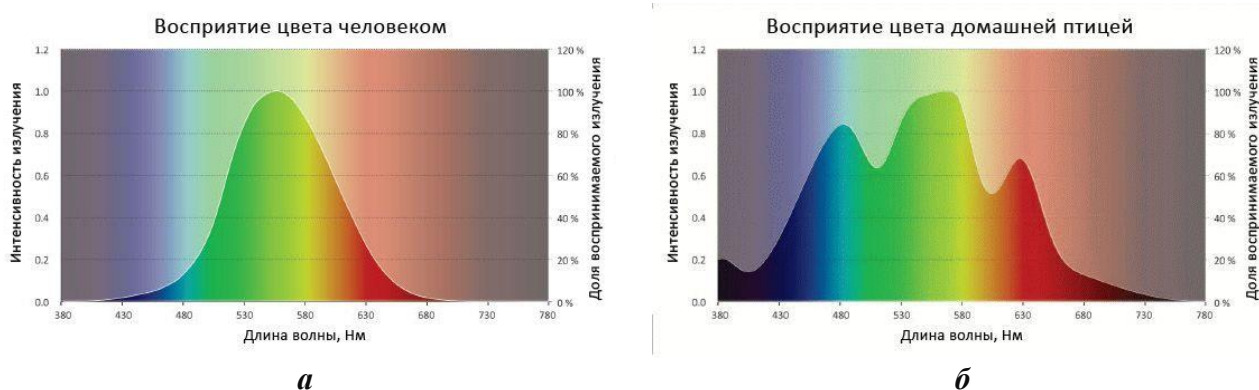 Восприятие цвета человеком
Интенсивность излучения
1.2
1.0
0.8
0.6
0.4
0.2
0.0
120 %
100 %
80 %
60 %
40 %
20 %
0 %
Доля воспринимаемого излучения
380 430 480 530 580 630 680 730 780
Длина волны, Нм
а
Восприятие цвета домашней птицей
Интенсивность излучения
1.2
1.0
0.8
0.6
0.4
0.2
0.0
120 %
100 %
80 %
60 %
40 %
20 %
0 %
Доля воспринимаемого излучения
380 430 480 530 580 630 680 730 780
Длина волны, Нм
б